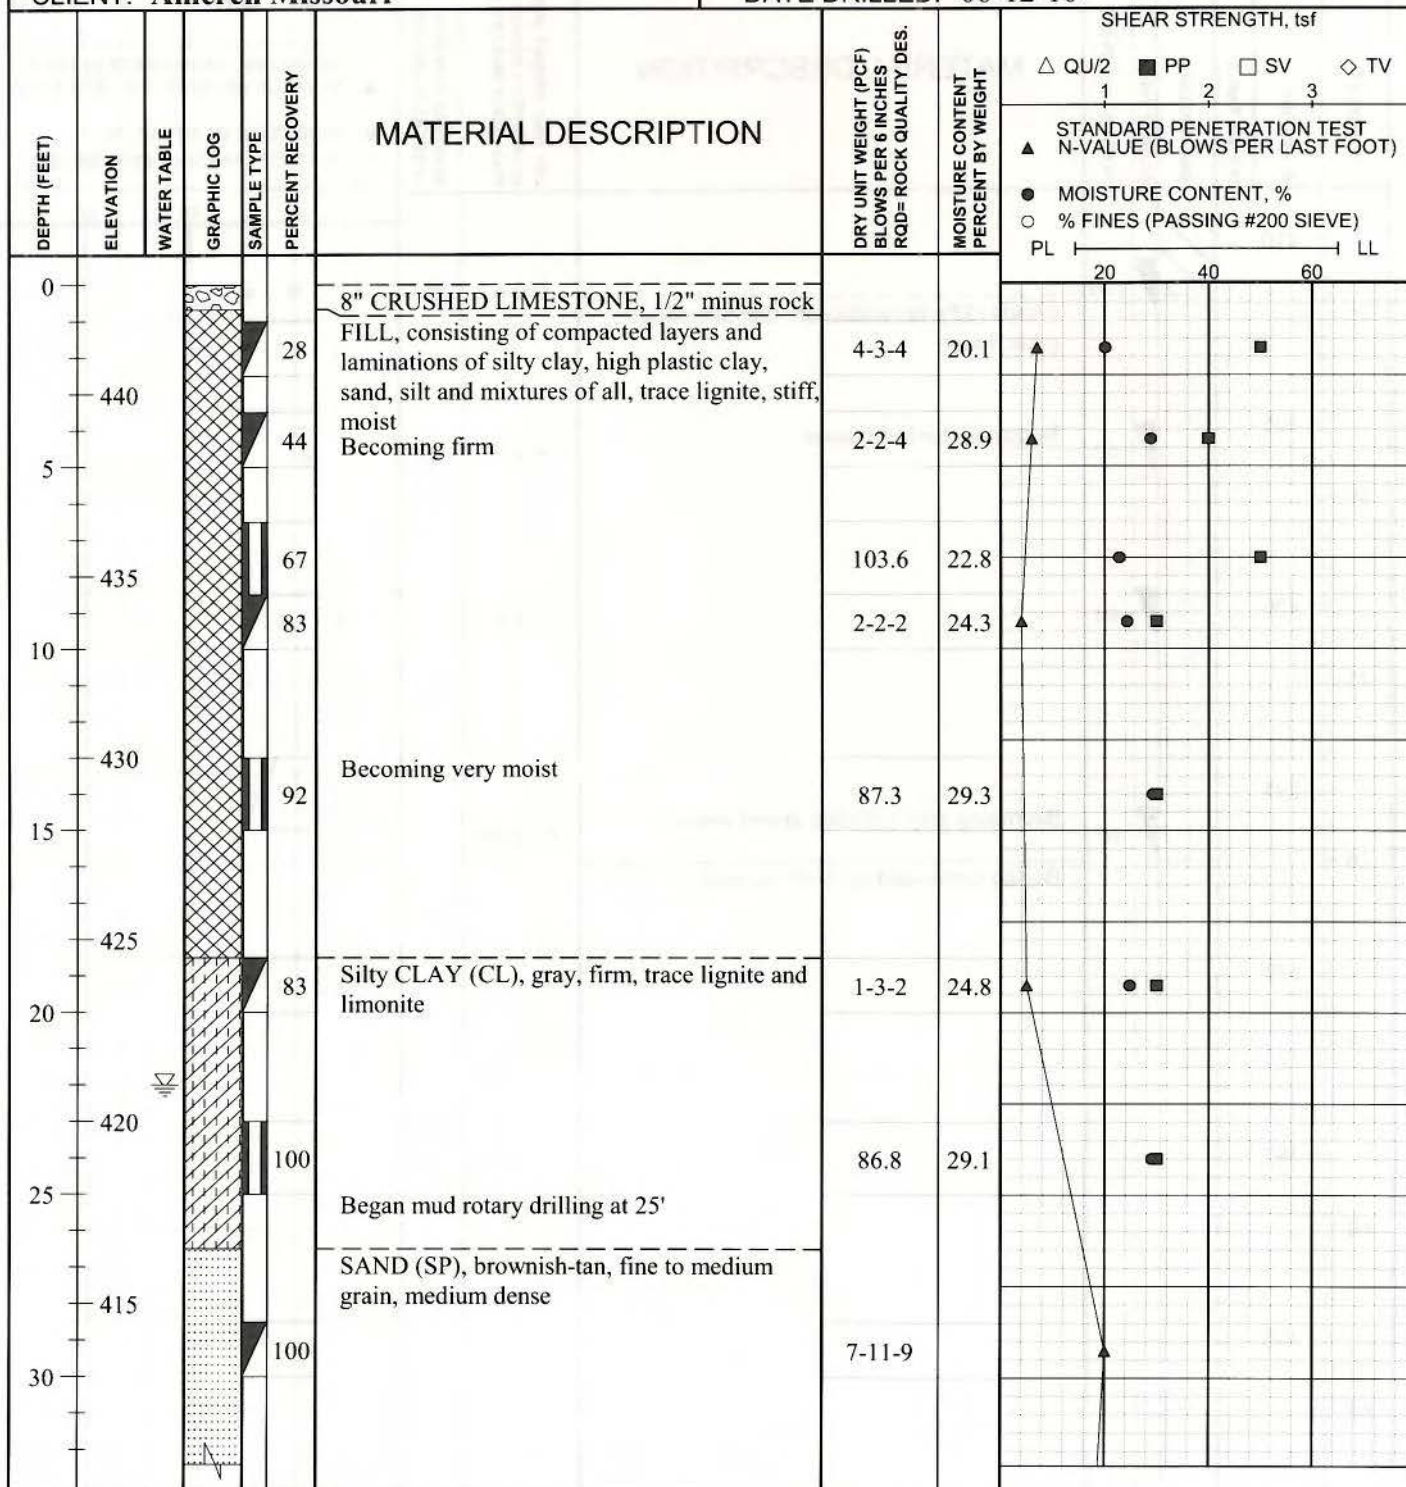 SHEAR STRENGTH, tsf
△ QU/2 ■ PP □ SV ◇ TV
1 2 3
STANDARD PENETRATION TEST
▲ N-VALUE (BLOWS PER LAST FOOT)
● MOISTURE CONTENT, %
○ % FINES (PASSING #200 SIEVE)
PL LL
20 40 60
DEPTH (FEET)
ELEVATION
WATER TABLE
GRAPHIC LOG
SAMPLE TYPE
PERCENT RECOVERY
MATERIAL DESCRIPTION
DRY UNIT WEIGHT (PCF)
BLOWS PER 6 INCHES
RQD= ROCK QUALITY DES.
MOISTURE CONTENT
PERCENT BY WEIGHT
0
8" CRUSHED LIMESTONE, 1/2" minus rock
FILL, consisting of compacted layers and
28 laminations of silty clay, high plastic clay, 4-3-4 20.1
440 sand, silt and mixtures of all, trace lignite, stiff,
moist
44 Becoming firm 2-2-4 28.9
5
67 103.6 22.8
435
83 2-2-2 24.3
10
430 Becoming very moist
92 87.3 29.3
15
425
83 Silty CLAY (CL), gray, firm, trace lignite and 1-3-2 24.8
limonite
20
420
100 86.8 29.1
25 Began mud rotary drilling at 25'
SAND (SP), brownish-tan, fine to medium
415 grain, medium dense
100 7-11-9
30